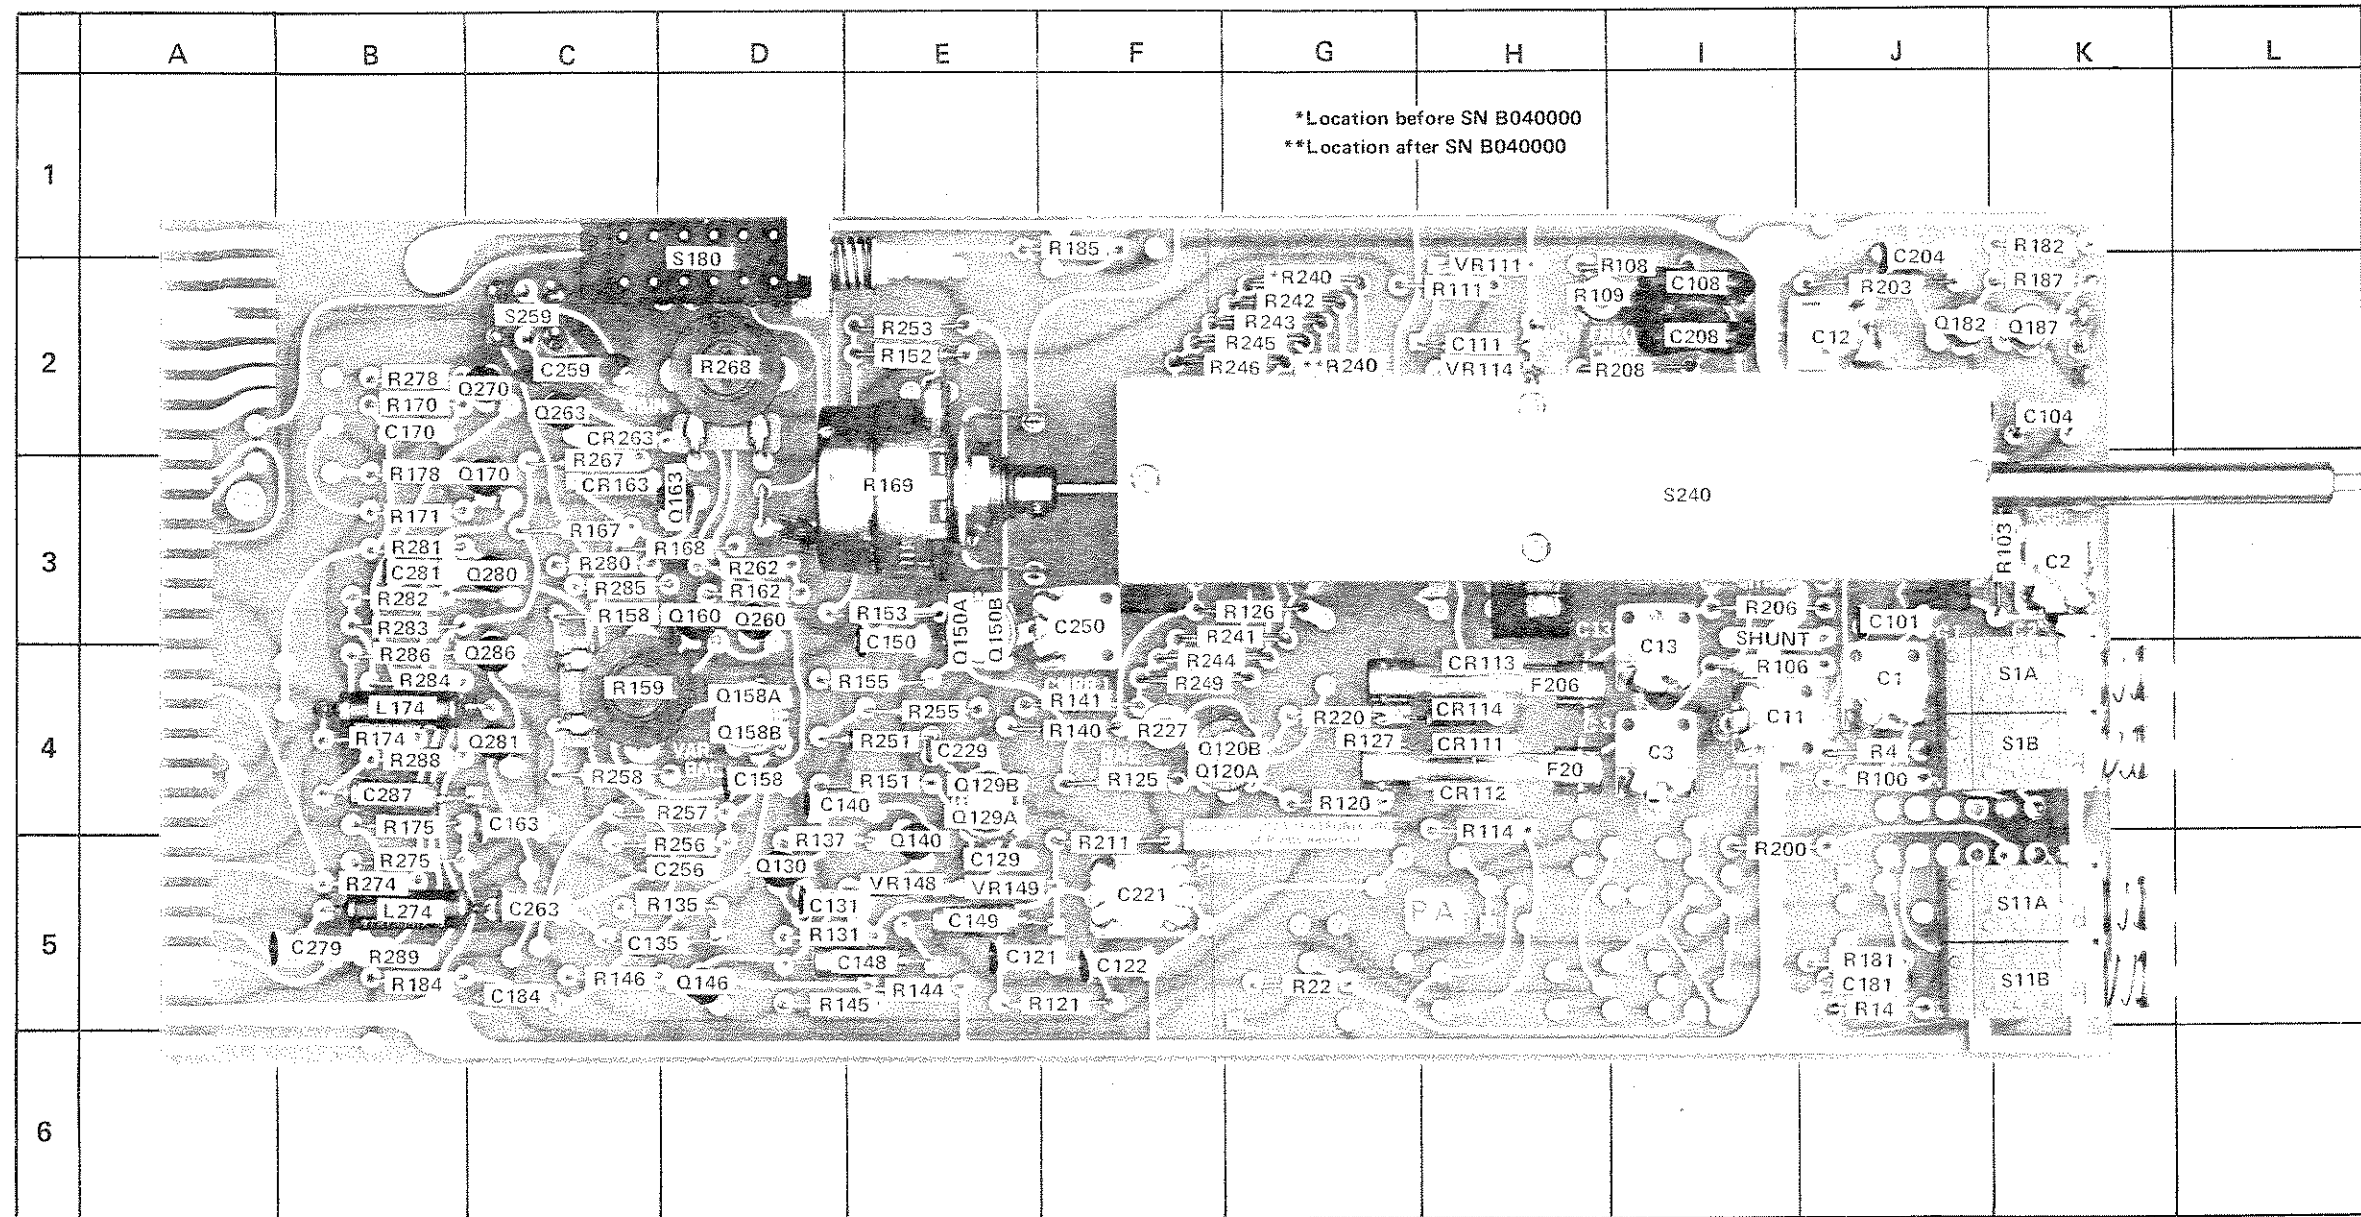 A B C D E F G H I J K L
*Location before SN B040000
**Location after SN B040000
1
R185 R182
S180 VR111 R108 C204
*R240 R111 C108 R203 R187
R242 R109
S259 R253 R243 Q182 Q187
R152 R245 C111 C208 C12
2
C259 R268 R246 **R240 VR114 R208
R278 Q270
R170 Q263
C170 CR263 C104
R267
R178 Q170 CR163 Q163 R169 S240
R171
R167 R103
R281 R168
3
C281 Q280 R280 R262 C2
R282 R285 R162
R158 Q160 Q260 R153 Q150A Q150B C250 R126 R206
R283 C150 R241 C13 SHUNT C101
R286 Q286 R244 CR113 C13 R106
R284 R159 Q158A R155 R249 F206 C1 S1A
L174 R255 R141 CR114 C11
R174 Q281 Q158B R251 R140 R227 R220
4
R288 C229 Q120B R127 CR111 C3 R4 S1B
R258 C158 R151 Q129B R125 Q120A F20 R100
C287 C140 R120 CR112
R257 Q129A
R175 C163
R137 Q140 R211 R114
R256 R200
R275 C256 Q130 C129
R274 VR148 VR149
L274 C263 R135 C131 C221 S11A
C149 PART
5
C279 C135 R131
R289 C148 C121 C122 R181
R184 R146 Q146 R144 R22 C181 S11B
C184 R145 R121 R14
6